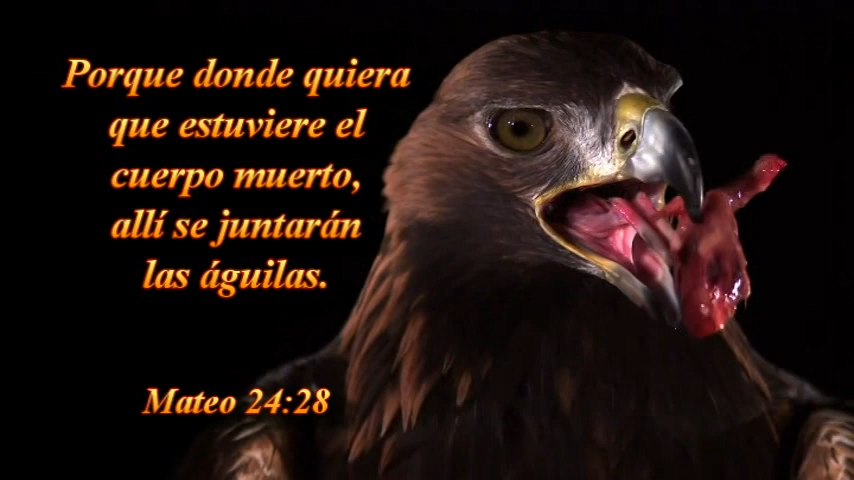 Porque donde quiera
que estuviere el
cuerpo muerto,
allí se juntarán
las águilas.
Mateo 24:28